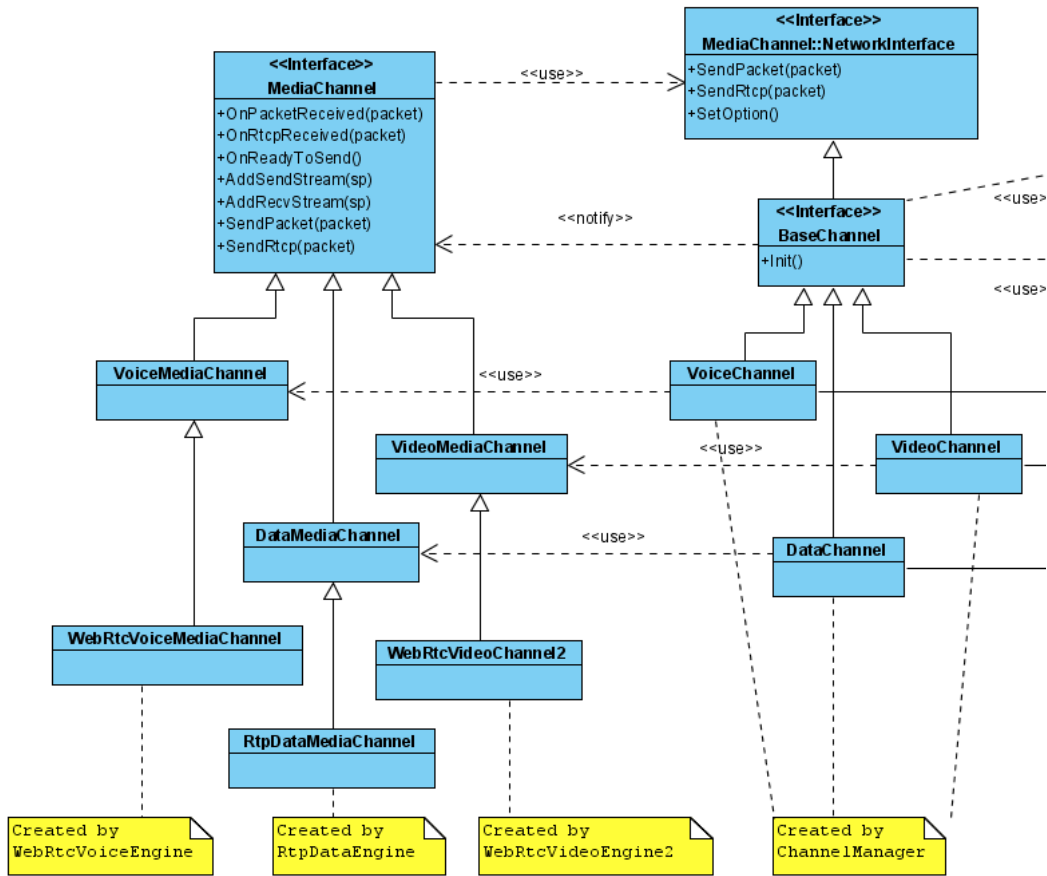 <<Interface>>
MediaChannel::NetworkInterface
+SendPacket(packet)
+SendRtcp(packet)
+SetOption()
<<Interface>>
MediaChannel
+OnPacketReceived(packet)
+OnRtcpReceived(packet)
+OnReadyToSend()
+AddSendStream(sp)
+AddRecvStream(sp)
+SendPacket(packet)
+SendRtcp(packet)
<<use>>
<<notify>>
<<Interface>>
BaseChannel
+Init()
<<use>
<<use>
VoiceMediaChannel
<<use>>
VoiceChannel
VideoMediaChannel
<<use>>
VideoChannel
DataMediaChannel
<<use>>
DataChannel
WebRtcVoiceMediaChannel
WebRtcVideoChannel2
RtpDataMediaChannel
Created by
WebRtcVoiceEngine
Created by
RtpDataEngine
Created by
WebRtcVideoEngine2
Created by
ChannelManager